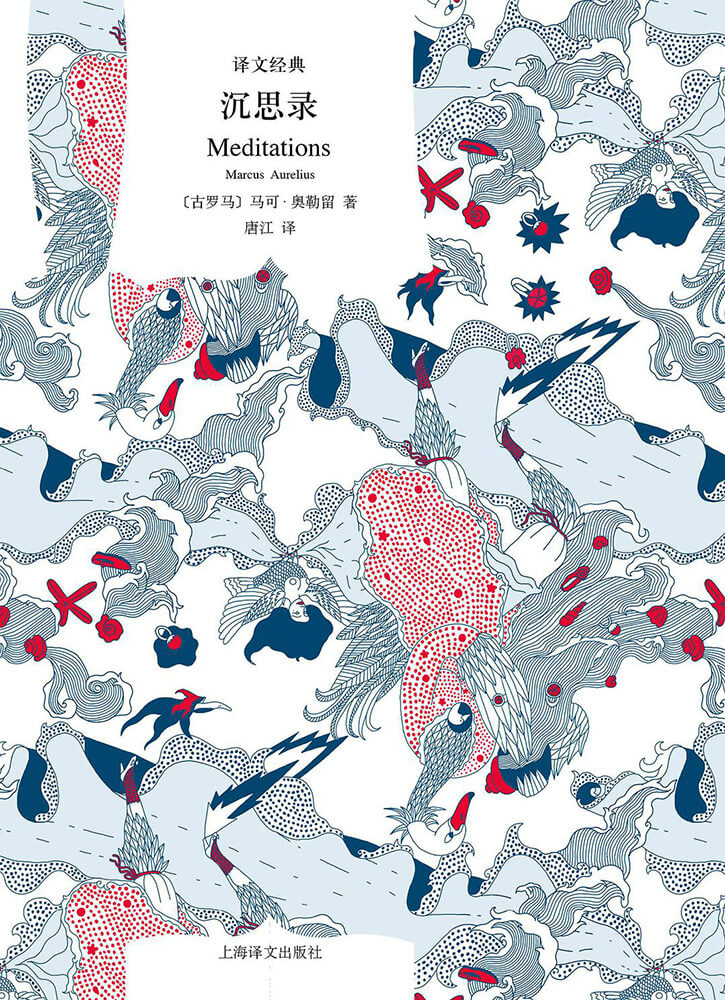 译文经典
沉思录
Meditations
Marcus Aurelius
〔古罗马〕马可·奥勒留 著
唐江 译
上海译文出版社